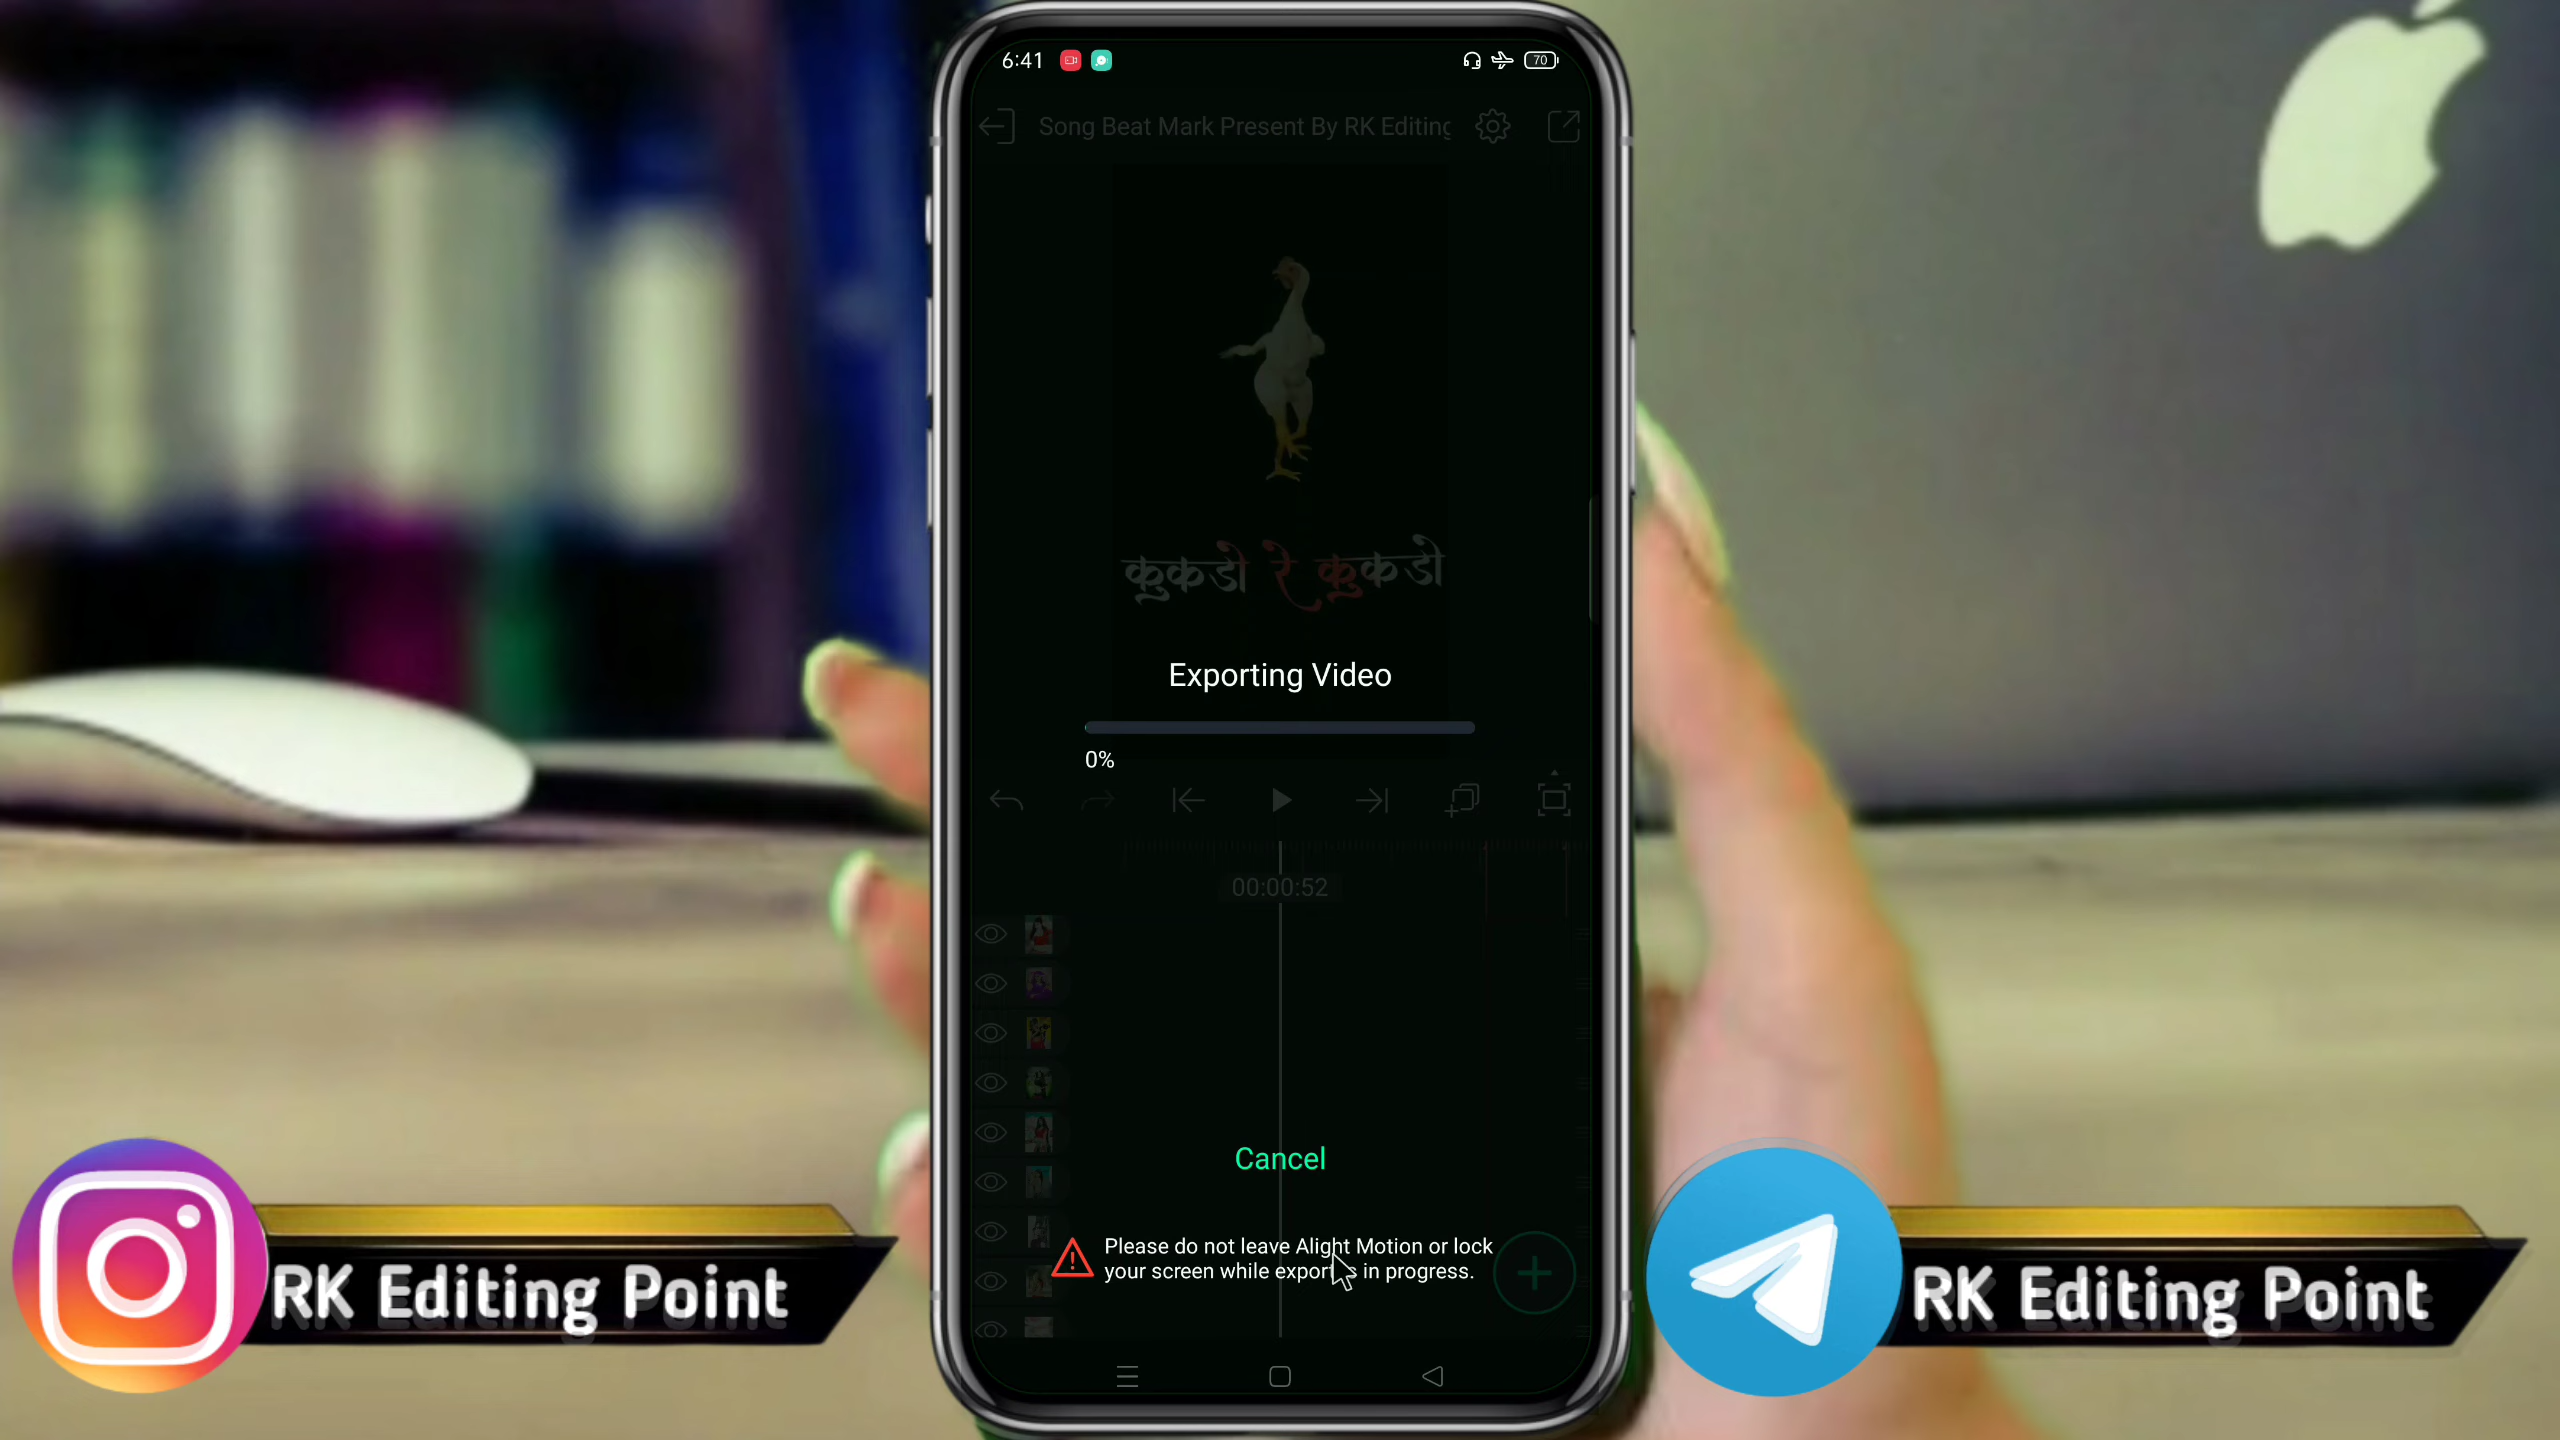 6:41
70
Song Beat Mark Present By RK Editing
कुकडो रे कुकडो
Exporting Video
0%
00:00:52
Cancel
Please do not leave Alight Motion or lock
your screen while export is in progress.
RK Editing Point
RK Editing Point